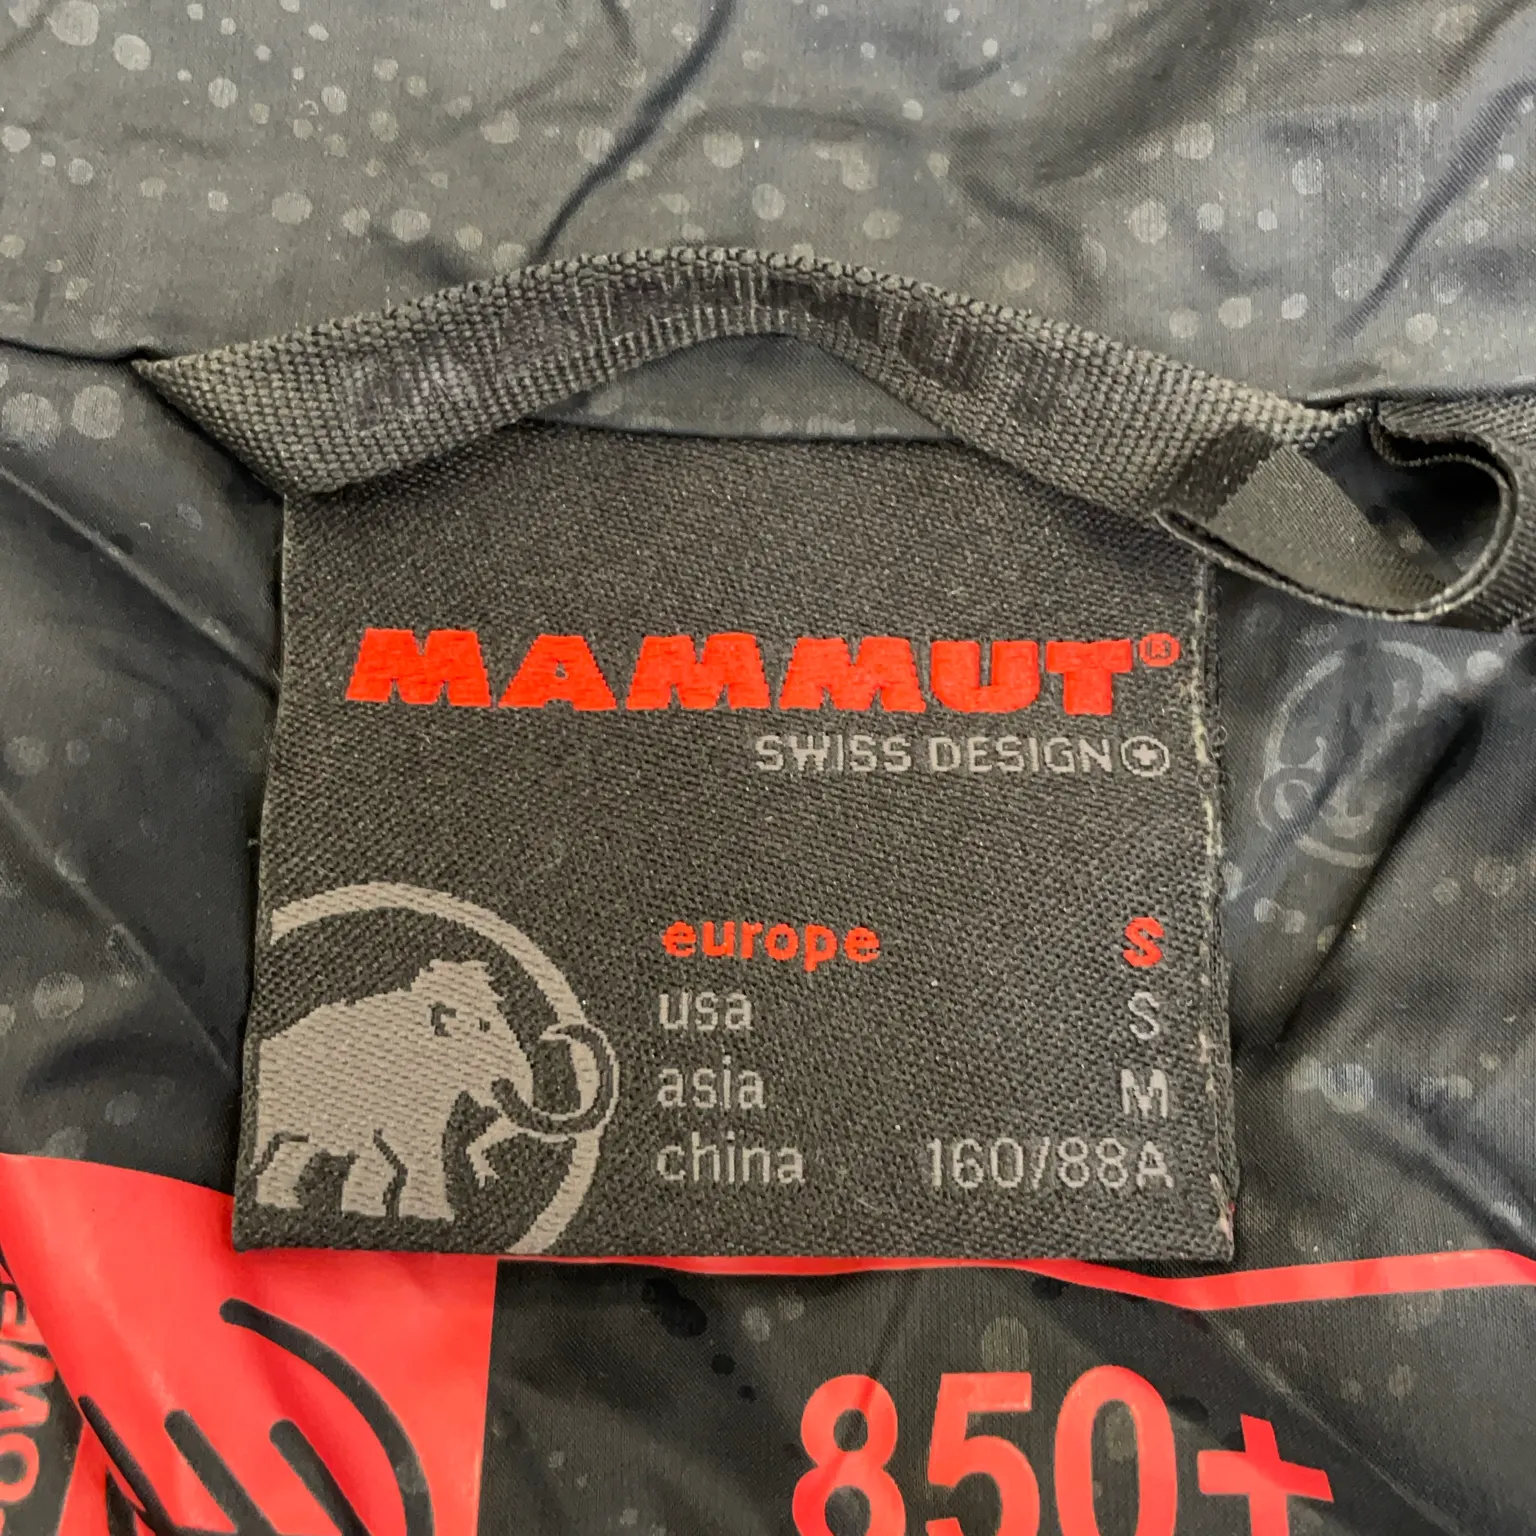 MAMMUT®
SWISS DESIGN
europe S
usa S
asia M
china 160/88A
850+